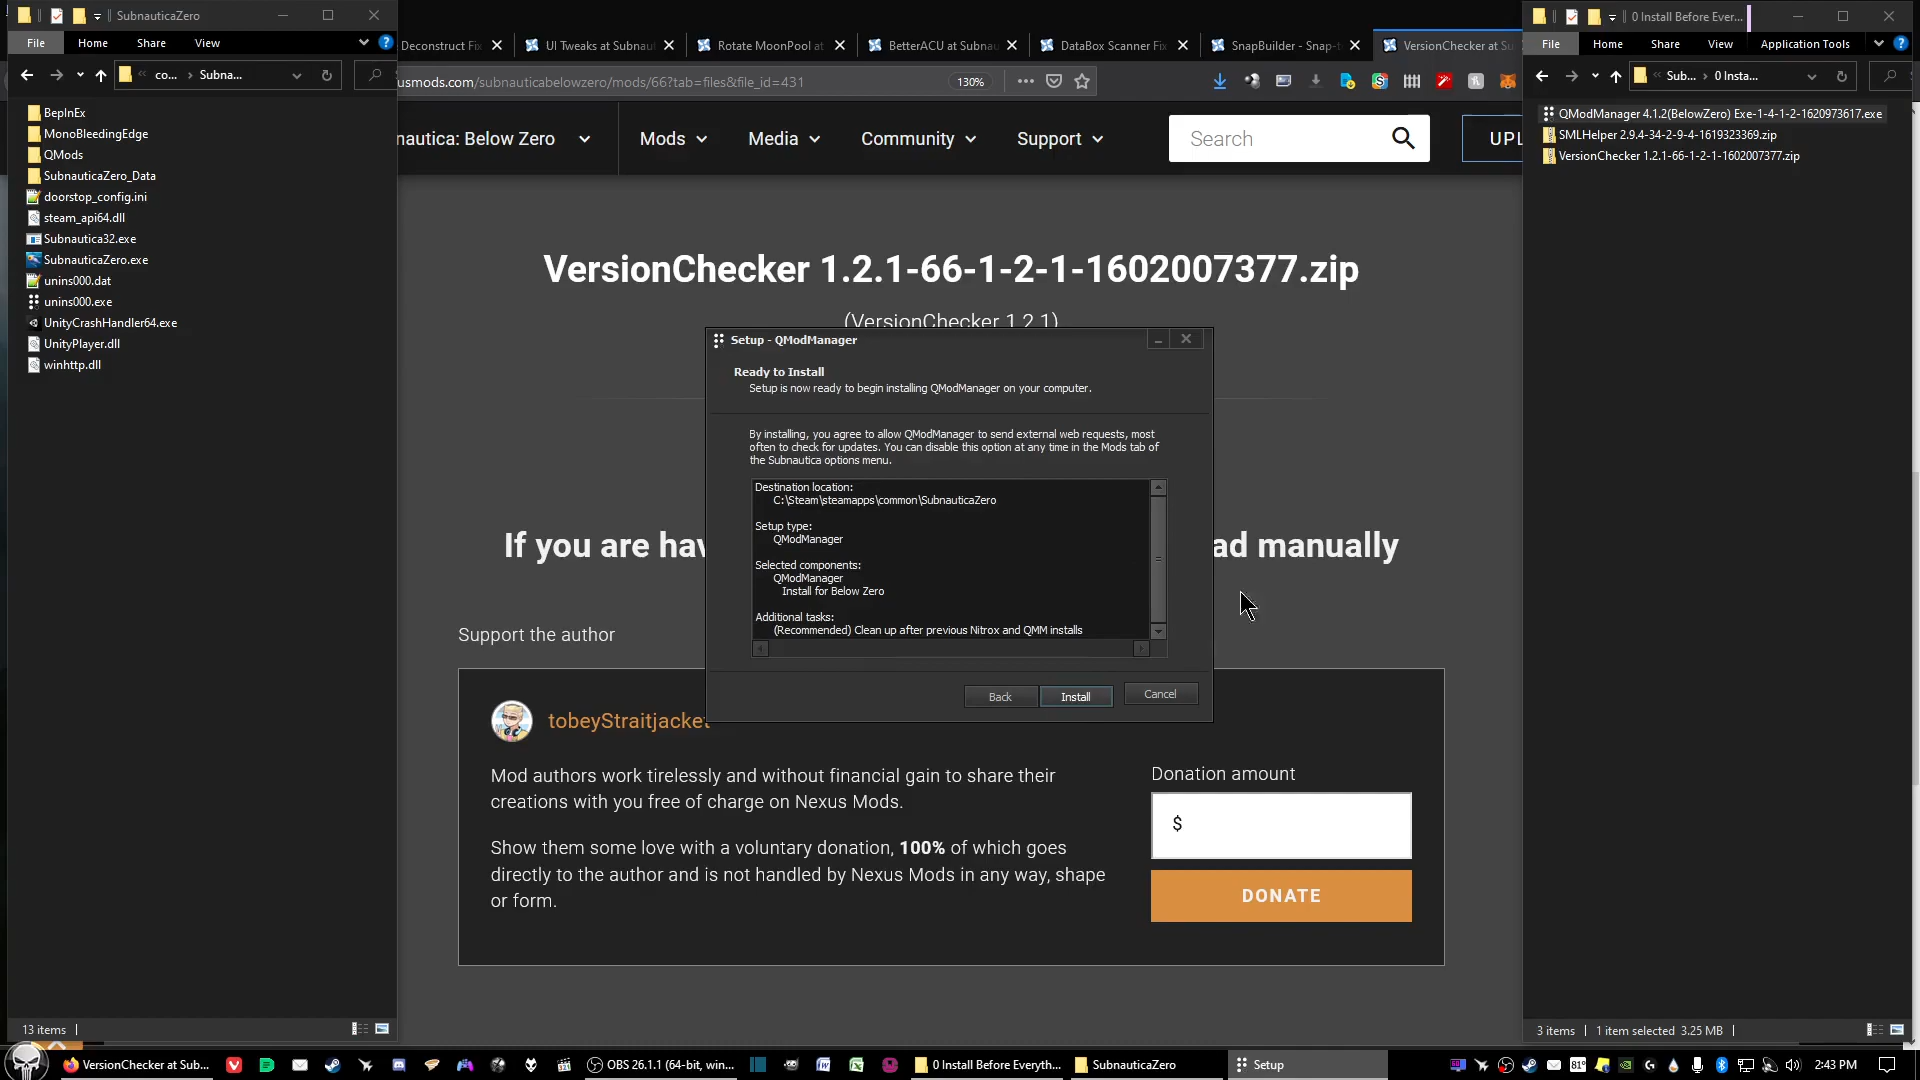 SubnauticaZero
File
Home
Share
View
co...
Subna...
BepInEx
MonoBleedingEdge
QMods
SubnauticaZero_Data
doorstop_config.ini
steam_api64.dll
Subnautica32.exe
SubnauticaZero.exe
unins000.dat
unins000.exe
UnityCrashHandler64.exe
UnityPlayer.dll
winhttp.dll
13 items
Deconstruct Fix
UI Tweaks at Subnau
Rotate MoonPool at
BetterACU at Subnau
DataBox Scanner Fix
SnapBuilder - Snap-t
VersionChecker at Su
usmods.com/subnauticabelowzero/mods/66?tab=files&file_id=431
130%
nautica: Below Zero
Mods
Media
Community
Support
Search
UPL
VersionChecker 1.2.1-66-1-2-1-1602007377.zip
(VersionChecker 1.2.1)
If you are hav
ad manually
Support the author
tobeyStraitjacket
Mod authors work tirelessly and without financial gain to share their
creations with you free of charge on Nexus Mods.
Show them some love with a voluntary donation, 100% of which goes
directly to the author and is not handled by Nexus Mods in any way, shape
or form.
Donation amount
$
DONATE
Setup - QModManager
Ready to Install
Setup is now ready to begin installing QModManager on your computer.
By installing, you agree to allow QModManager to send external web requests, most
often to check for updates. You can disable this option at any time in the Mods tab of
the Subnautica options menu.
Destination location:
C:\Steam\steamapps\common\SubnauticaZero
Setup type:
QModManager
Selected components:
QModManager
Install for Below Zero
Additional tasks:
(Recommended) Clean up after previous Nitrox and QMM installs
Back
Install
Cancel
0 Install Before Ever...
File
Home
Share
View
Application Tools
Sub...
0 Insta...
QModManager 4.1.2(BelowZero) Exe-1-4-1-2-1620973617.exe
SMLHelper 2.9.4-34-2-9-4-1619323369.zip
VersionChecker 1.2.1-66-1-2-1-1602007377.zip
3 items
1 item selected 3.25 MB
VersionChecker at Sub...
OBS 26.1.1 (64-bit, win...
0 Install Before Everyth...
SubnauticaZero
Setup
81°
2:43 PM